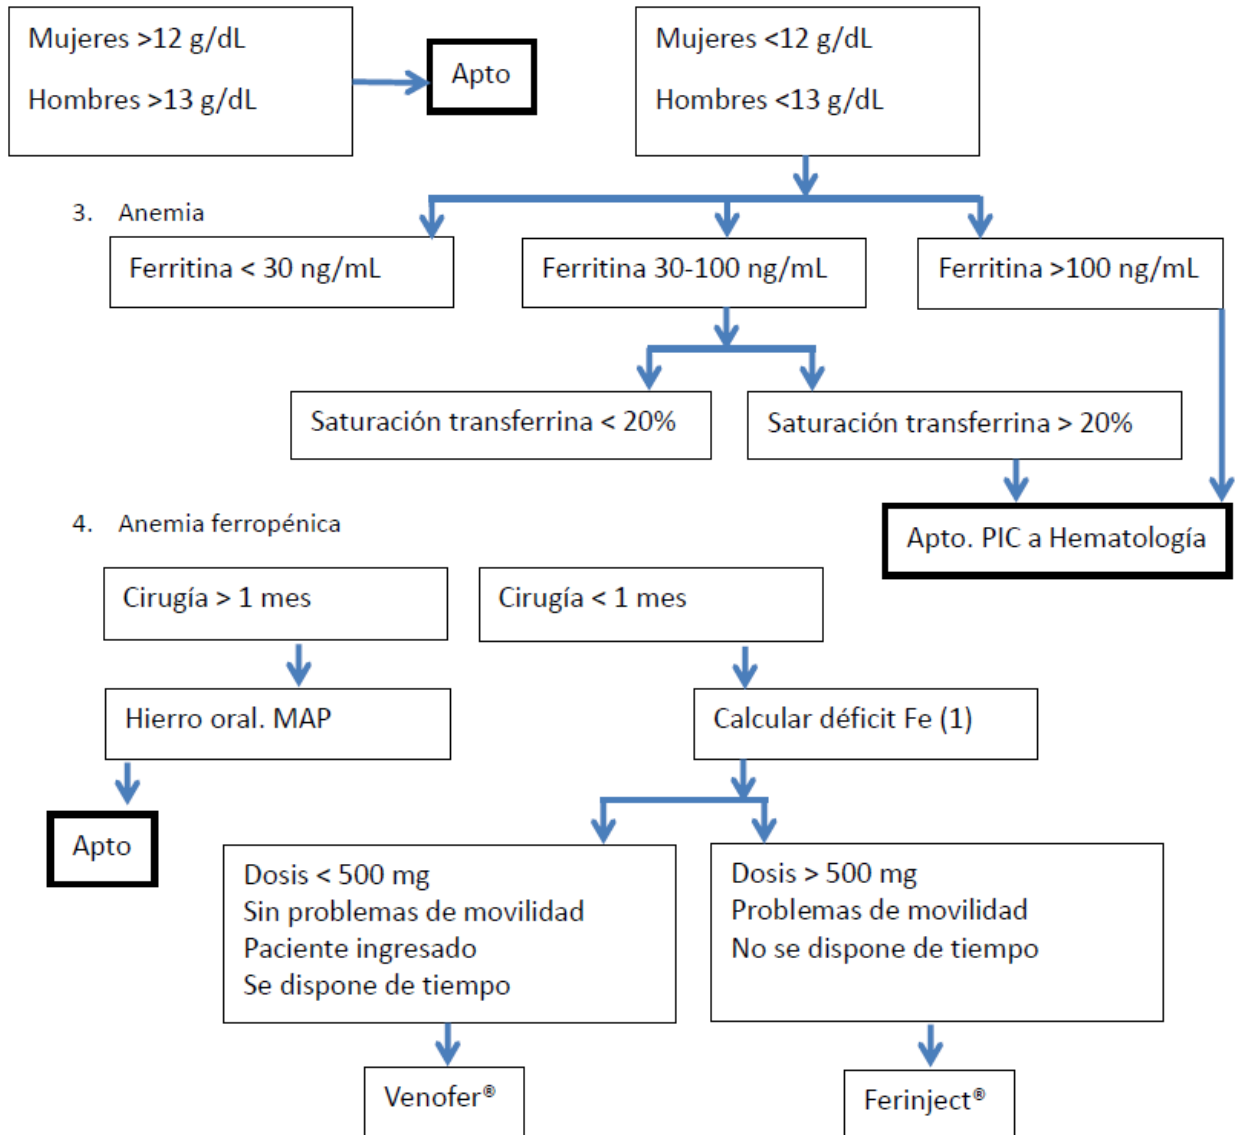 Mujeres >12 g/dL
Hombres >13 g/dL
Apto
Mujeres <12 g/dL
Hombres <13 g/dL
3. Anemia
Ferritina < 30 ng/mL
Ferritina 30-100 ng/mL
Ferritina >100 ng/mL
Saturación transferrina < 20%
Saturación transferrina > 20%
Apto. PIC a Hematología
4. Anemia ferropénica
Cirugía > 1 mes
Cirugía < 1 mes
Hierro oral. MAP
Calcular déficit Fe (1)
Apto
Dosis < 500 mg
Sin problemas de movilidad
Paciente ingresado
Se dispone de tiempo
Dosis > 500 mg
Problemas de movilidad
No se dispone de tiempo
Venofer®
Ferinject®